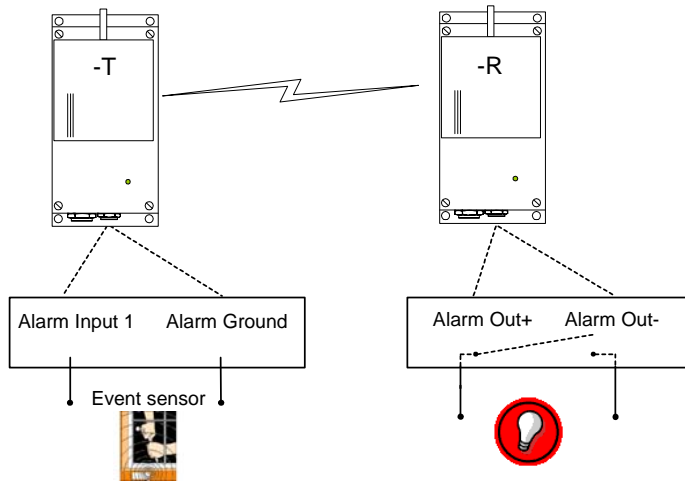 -T
-R
Alarm Input 1 Alarm Ground
Alarm Out+ Alarm Out-
Event sensor